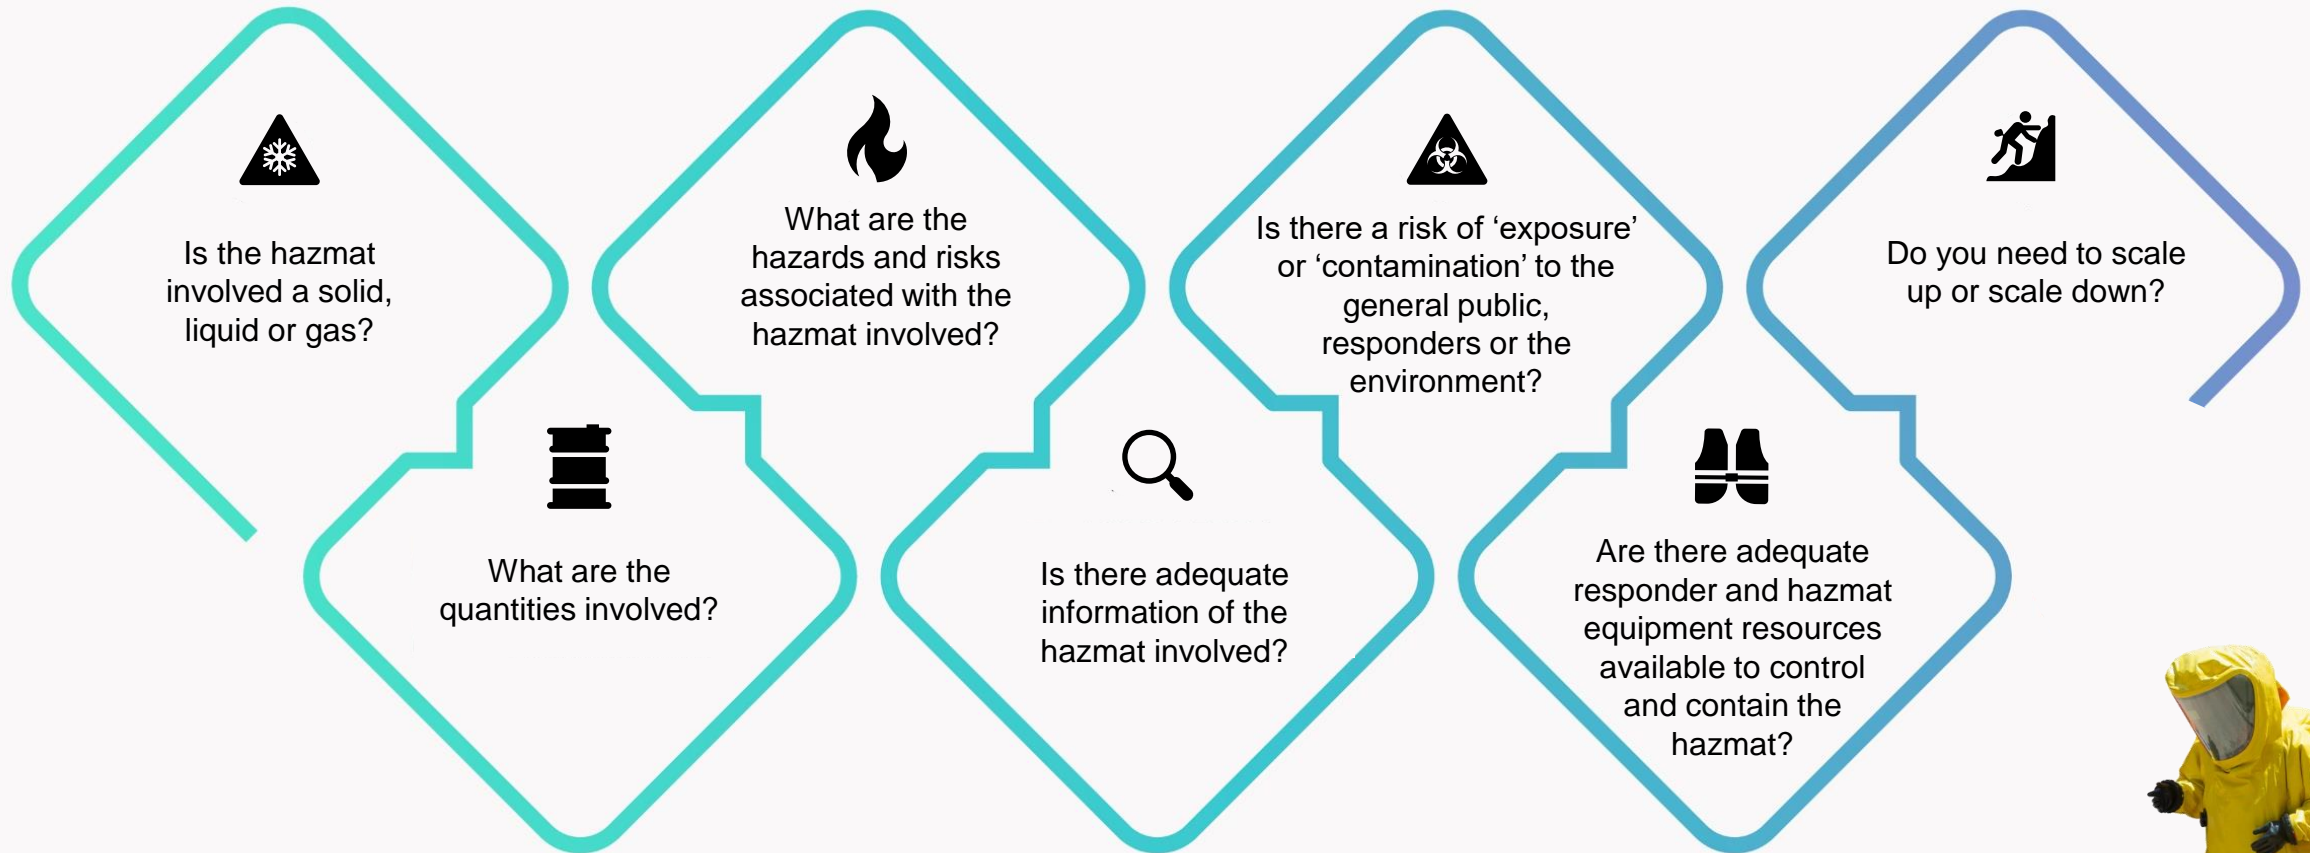 Is the hazmat
involved a solid,
liquid or gas?
What are the
quantities involved?
What are the
hazards and risks
associated with the
hazmat involved?
Is there adequate
information of the
hazmat involved?
Is there a risk of ‘exposure’
or ‘contamination’ to the
general public,
responders or the
environment?
Are there adequate
responder and hazmat
equipment resources
available to control
and contain the
hazmat?
Do you need to scale
up or scale down?